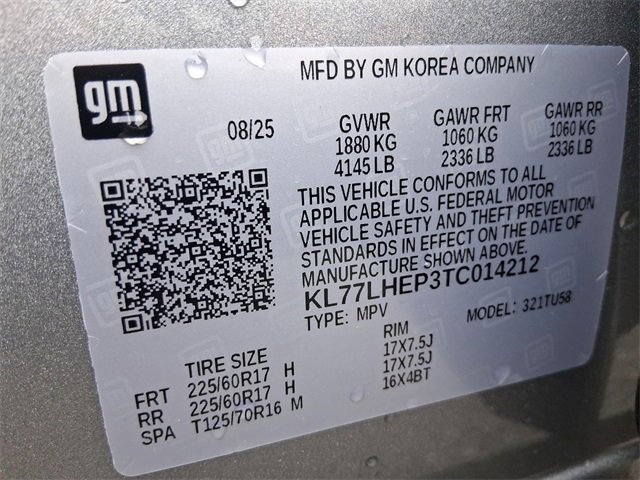 gm
MFD BY GM KOREA COMPANY
08/25
GVWR
1880 KG
4145 LB
GAWR FRT
1060 KG
2336 LB
GAWR RR
1060 KG
2336 LB
THIS VEHICLE CONFORMS TO ALL
APPLICABLE U.S. FEDERAL MOTOR
VEHICLE SAFETY AND THEFT PREVENTION
STANDARDS IN EFFECT ON THE DATE OF
MANUFACTURE SHOWN ABOVE.
KL77LHEP3TC014212
TYPE: MPV
MODEL: 321TU58
TIRE SIZE
RIM
FRT 225/60R17 H 17X7.5J
RR 225/60R17 H 17X7.5J
SPA T125/70R16 M 16X4BT